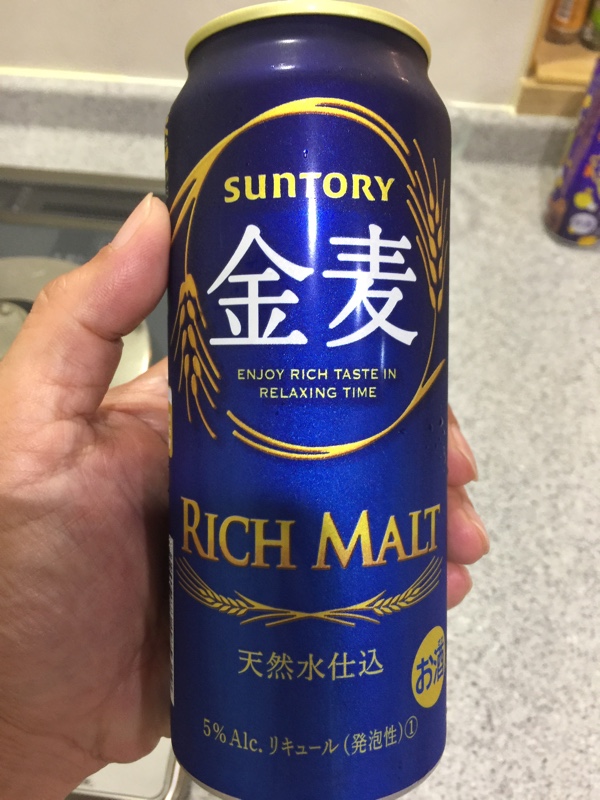 SUNTORY
金麦
ENJOY RICH TASTE IN
RELAXING TIME
RICH MALT
天然水仕込
お酒
5% Alc. リキュール(発泡性)①